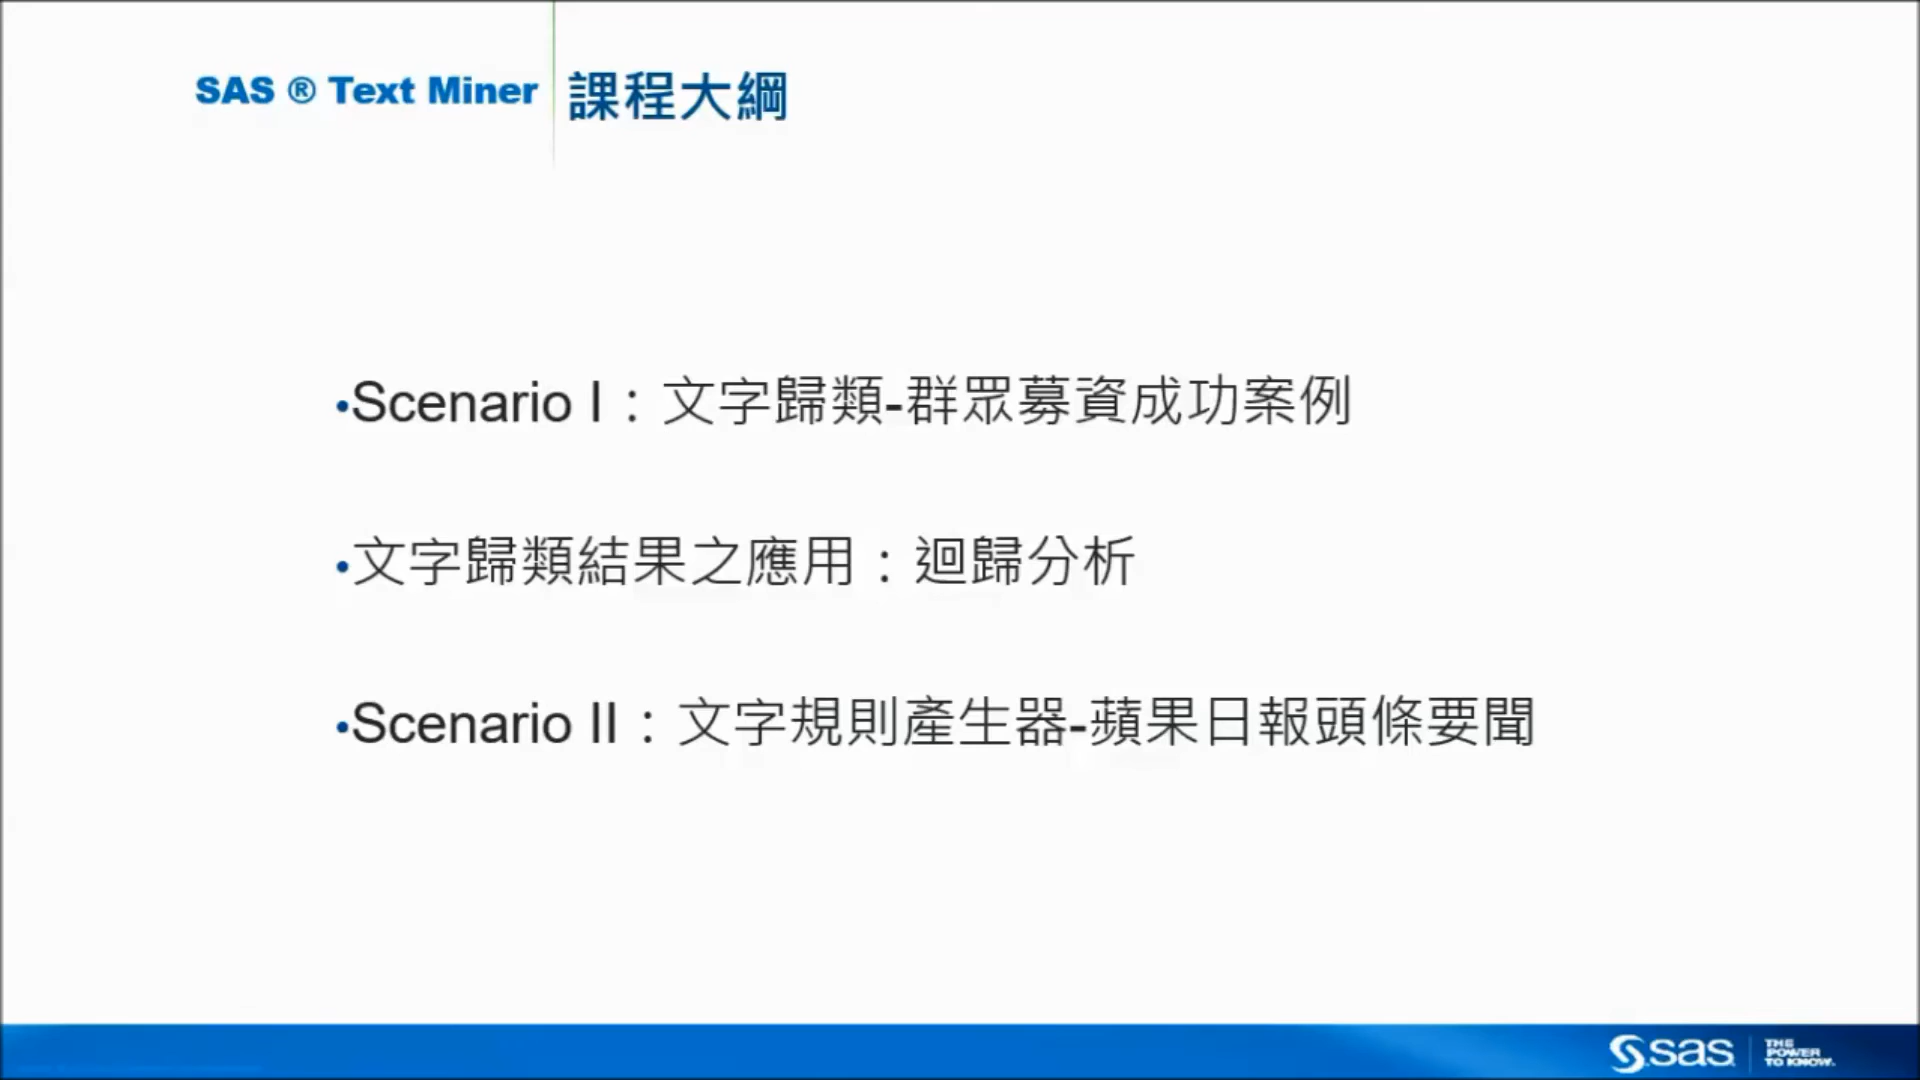 SAS ® Text Miner 課程大綱
•Scenario I：文字歸類-群眾募資成功案例
•文字歸類結果之應用：迴歸分析
•Scenario II：文字規則產生器-蘋果日報頭條要聞
sas THE
POWER
TO KNOW.